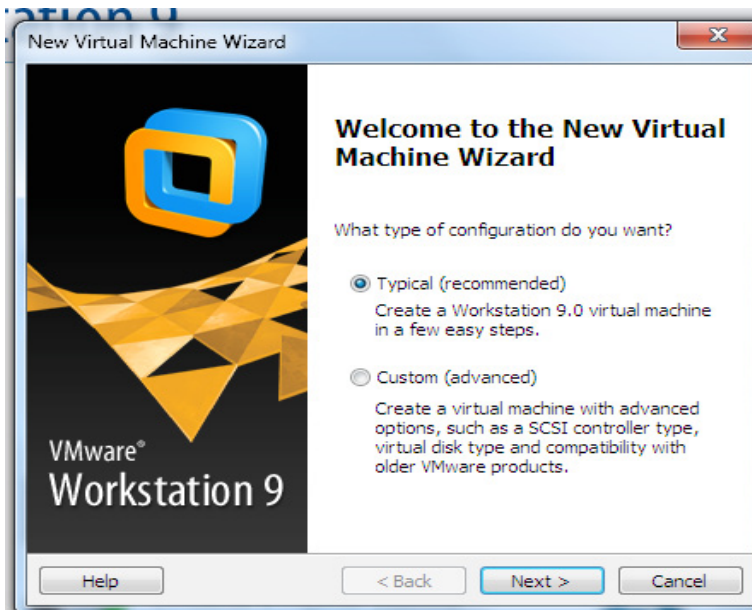 tation 9
New Virtual Machine Wizard
Welcome to the New Virtual
Machine Wizard
What type of configuration do you want?
Typical (recommended)
Create a Workstation 9.0 virtual machine
in a few easy steps.
Custom (advanced)
Create a virtual machine with advanced
options, such as a SCSI controller type,
virtual disk type and compatibility with
older VMware products.
VMware®
Workstation 9
Help
< Back
Next >
Cancel